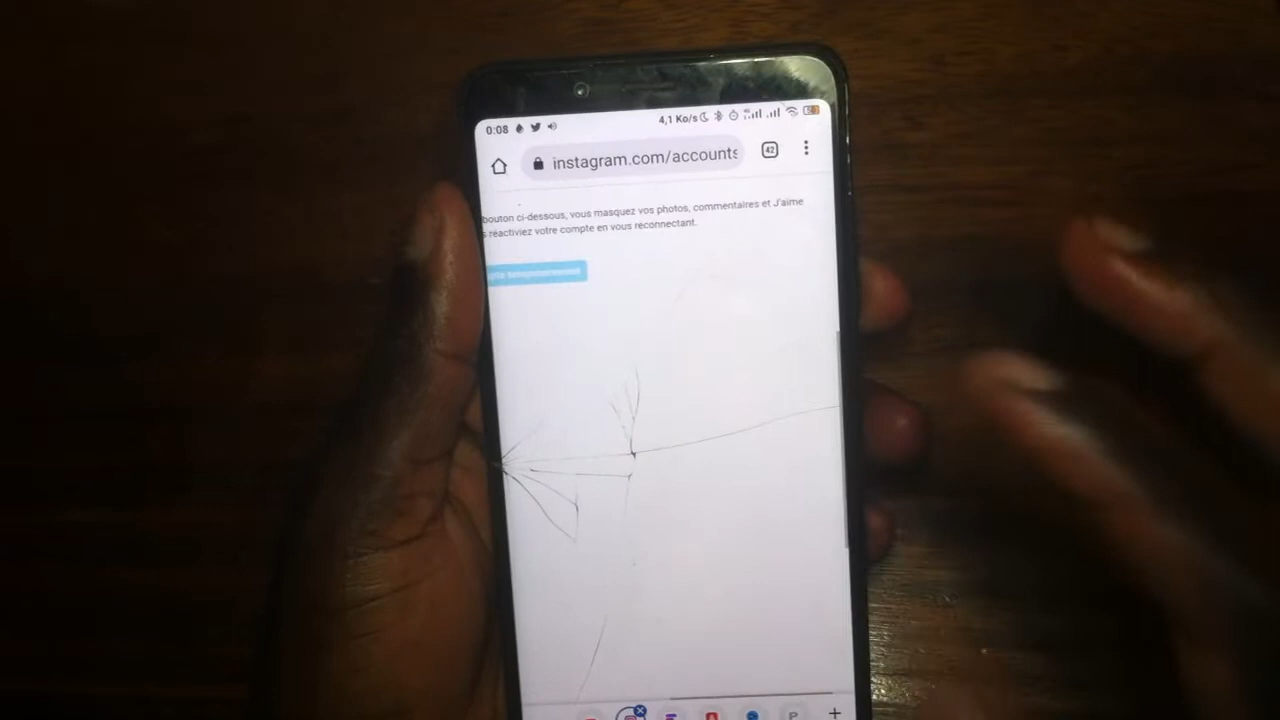 0:08 4,1 Ko/s
instagram.com/accounts 42
bouton ci-dessous, vous masquez vos photos, commentaires et J'aime
s réactiviez votre compte en vous reconnectant.
temporairement
P